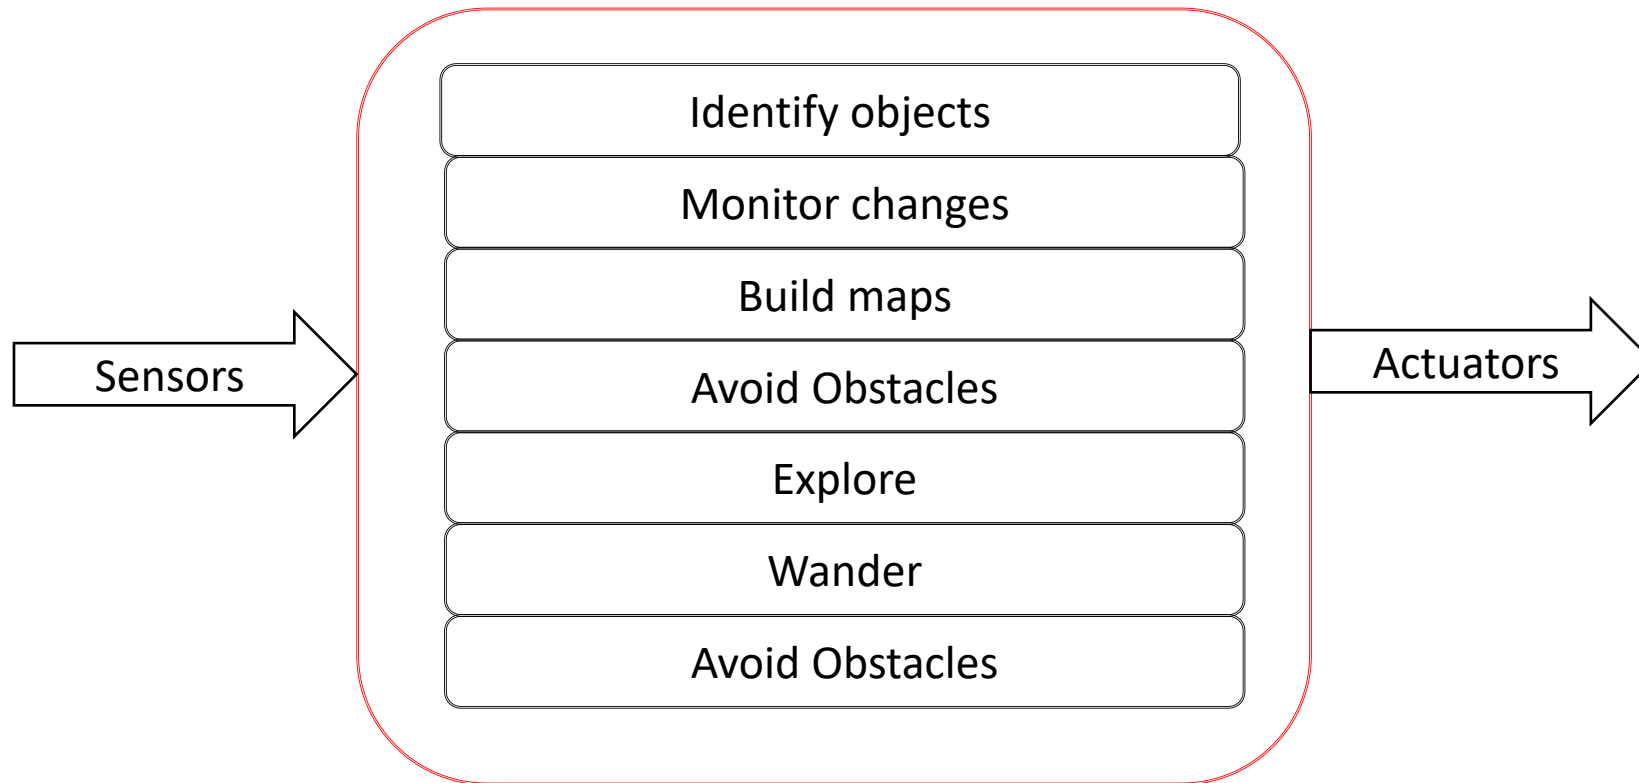 Identify objects
Monitor changes
Build maps
Sensors
Avoid Obstacles
Actuators
Explore
Wander
Avoid Obstacles